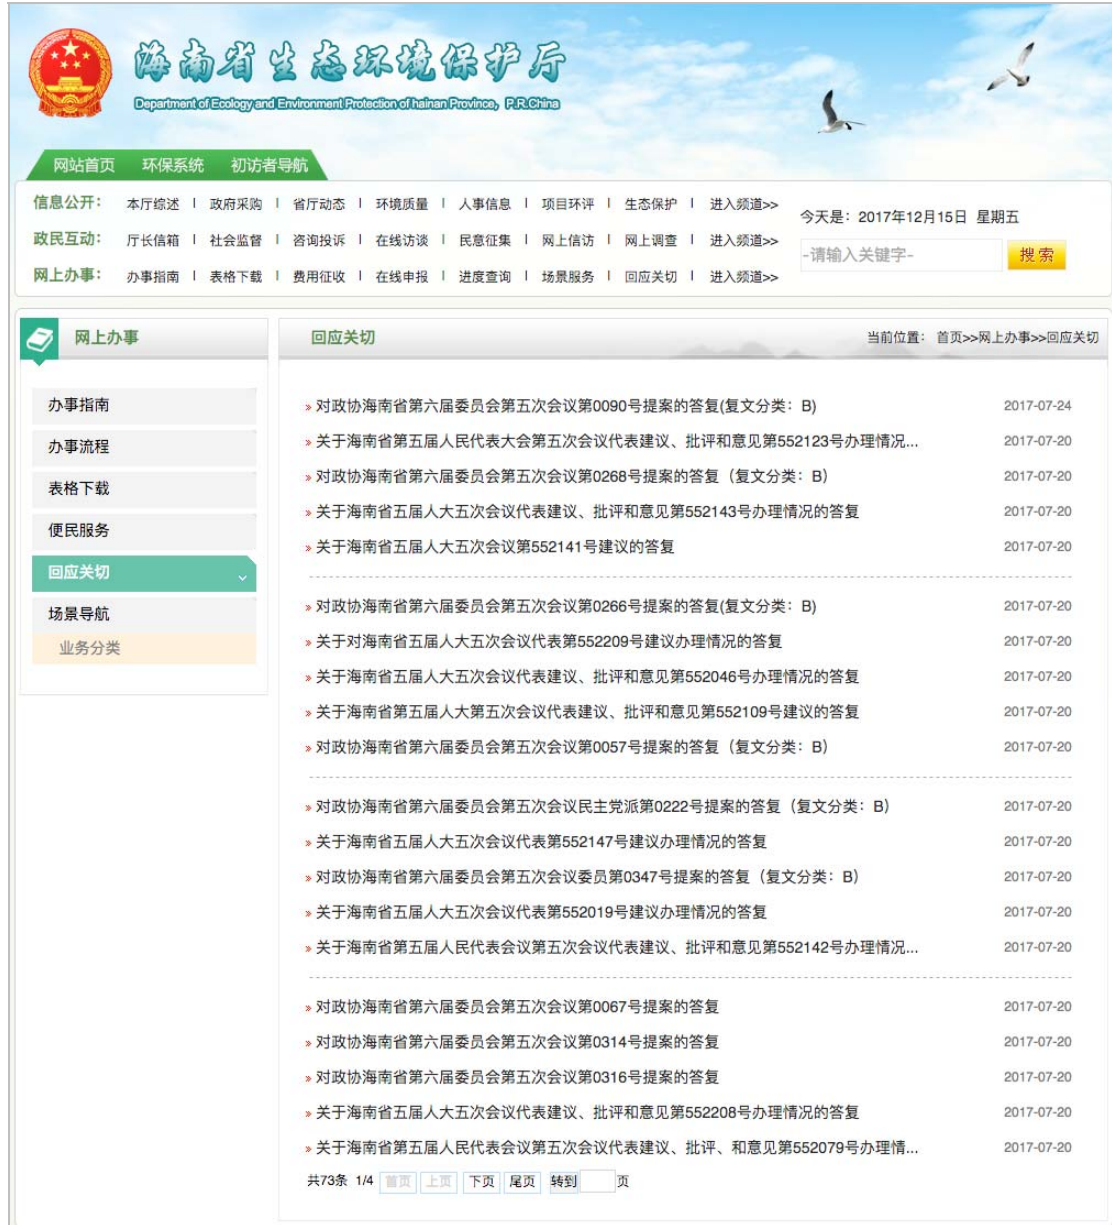 海南省生态环境保护厅
Department of Ecology and Environment Protection of hainan Province, P.R.China
网站首页 环保系统 初访者导航
信息公开： 本厅综述 | 政府采购 | 省厅动态 | 环境质量 | 人事信息 | 项目环评 | 生态保护 | 进入频道>>
政民互动： 厅长信箱 | 社会监督 | 咨询投诉 | 在线访谈 | 民意征集 | 网上信访 | 网上调查 | 进入频道>>
网上办事： 办事指南 | 表格下载 | 费用征收 | 在线申报 | 进度查询 | 场景服务 | 回应关切 | 进入频道>>
今天是：2017年12月15日 星期五
-请输入关键字- 搜索
网上办事
办事指南
办事流程
表格下载
便民服务
回应关切
场景导航
业务分类
回应关切 当前位置： 首页>>网上办事>>回应关切
» 对政协海南省第六届委员会第五次会议第0090号提案的答复(复文分类：B) 2017-07-24
» 关于海南省第五届人民代表大会第五次会议代表建议、批评和意见第552123号办理情况... 2017-07-20
» 对政协海南省第六届委员会第五次会议第0268号提案的答复（复文分类：B） 2017-07-20
» 关于海南省五届人大五次会议代表建议、批评和意见第552143号办理情况的答复 2017-07-20
» 关于海南省五届人大五次会议第552141号建议的答复 2017-07-20
» 对政协海南省第六届委员会第五次会议第0266号提案的答复(复文分类：B) 2017-07-20
» 关于对海南省五届人大五次会议代表第552209号建议办理情况的答复 2017-07-20
» 关于海南省五届人大五次会议代表建议、批评和意见第552046号办理情况的答复 2017-07-20
» 关于海南省第五届人大第五次会议代表建议、批评和意见第552109号建议的答复 2017-07-20
» 对政协海南省第六届委员会第五次会议第0057号提案的答复（复文分类：B） 2017-07-20
» 对政协海南省第六届委员会第五次会议民主党派第0222号提案的答复（复文分类：B） 2017-07-20
» 关于海南省五届人大五次会议代表第552147号建议办理情况的答复 2017-07-20
» 对政协海南省第六届委员会第五次会议委员第0347号提案的答复（复文分类：B） 2017-07-20
» 关于海南省五届人大五次会议代表第552019号建议办理情况的答复 2017-07-20
» 关于海南省第五届人民代表会议第五次会议代表建议、批评和意见第552142号办理情况... 2017-07-20
» 对政协海南省第六届委员会第五次会议第0067号提案的答复 2017-07-20
» 对政协海南省第六届委员会第五次会议第0314号提案的答复 2017-07-20
» 对政协海南省第六届委员会第五次会议第0316号提案的答复 2017-07-20
» 关于海南省五届人大五次会议代表建议、批评和意见第552208号办理情况的答复 2017-07-20
» 关于海南省第五届人民代表会议第五次会议代表建议、批评、和意见第552079号办理情... 2017-07-20
共73条 1/4 首页 上页 下页 尾页 转到 页